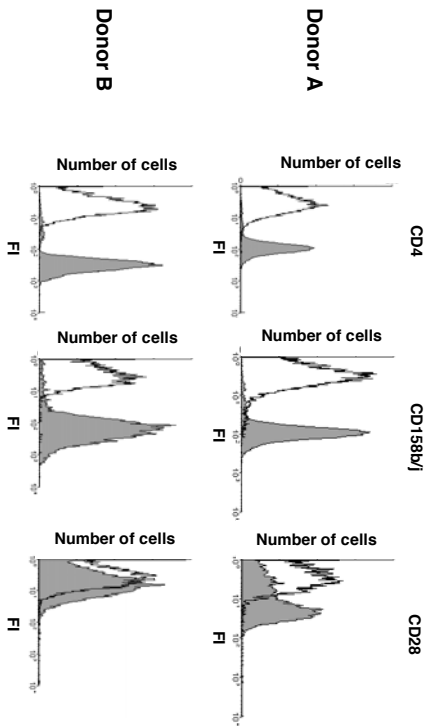 CD4
CD158b/j
CD28
Donor A
Number of cells
FI
Number of cells
FI
Number of cells
FI
Donor B
Number of cells
FI
Number of cells
FI
Number of cells
FI